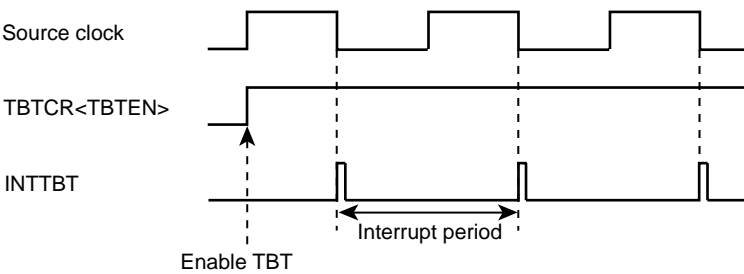 Source clock
TBTCR<TBTEN>
INTTBT
Interrupt period
Enable TBT